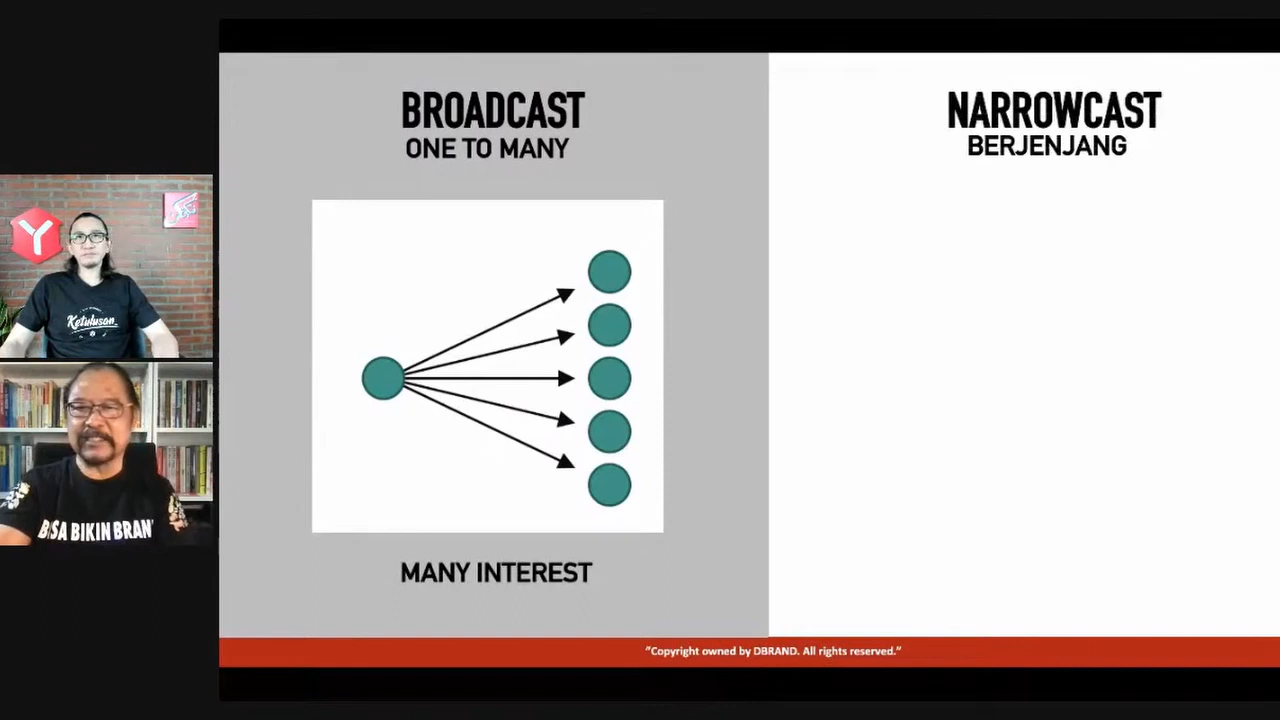 BROADCAST
ONE TO MANY
MANY INTEREST
NARROWCAST
BERJENJANG
"Copyright owned by DBRAND. All rights reserved."
Y
Ketulusan
BISA BIKIN BRAN